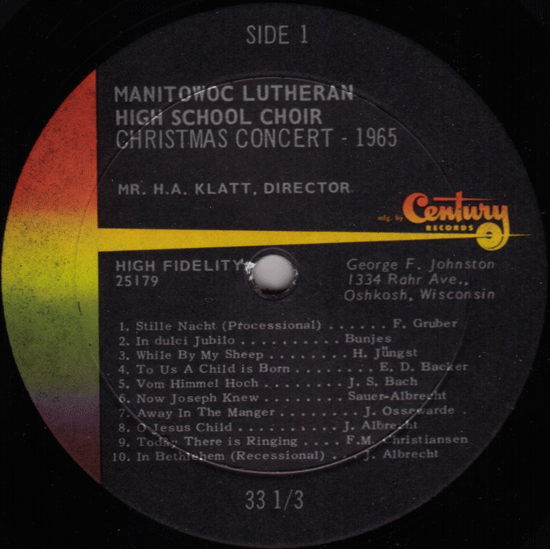 SIDE 1
MANITOWOC LUTHERAN
HIGH SCHOOL CHOIR
CHRISTMAS CONCERT - 1965
MR. H.A. KLATT, DIRECTOR
mfg. by Century
RECORDS
HIGH FIDELITY
25179
George F. Johnston
1334 Rahr Ave.,
Oshkosh, Wisconsin
1. Stille Nacht (Processional) ...... F. Gruber
2. In dulci Jubilo .......... Bunjes
3. While By My Sheep ........ H. Jüngst
4. To Us A Child is Born ....... E. D. Backer
5. Vom Himmel Hoch ........ J. S. Bach
6. Now Joseph Knew ........ Sauer-Albrecht
7. Away In The Manger ........ J. Ossewarde
8. O Jesus Child .......... J. Albrecht
9. Today There is Ringing .... F.M. Christiansen
10. In Bethlehem (Recessional) ... J. Albrecht
33 1/3